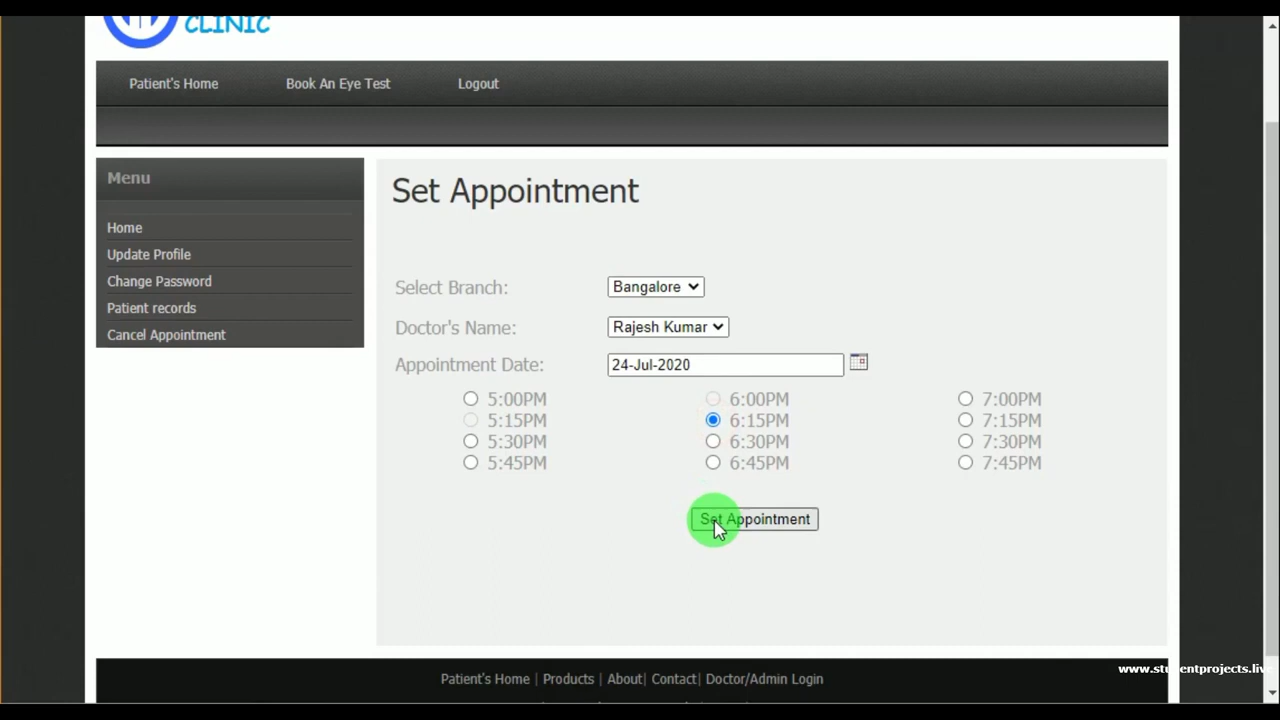 CLINIC
Patient's Home Book An Eye Test Logout
Menu
Home
Update Profile
Change Password
Patient records
Cancel Appointment
Set Appointment
Select Branch: Bangalore
Doctor's Name: Rajesh Kumar
Appointment Date: 24-Jul-2020
5:00PM 6:00PM 7:00PM
5:15PM 6:15PM 7:15PM
5:30PM 6:30PM 7:30PM
5:45PM 6:45PM 7:45PM
Set Appointment
Patient's Home | Products | About | Contact | Doctor/Admin Login
www.studentprojects.live